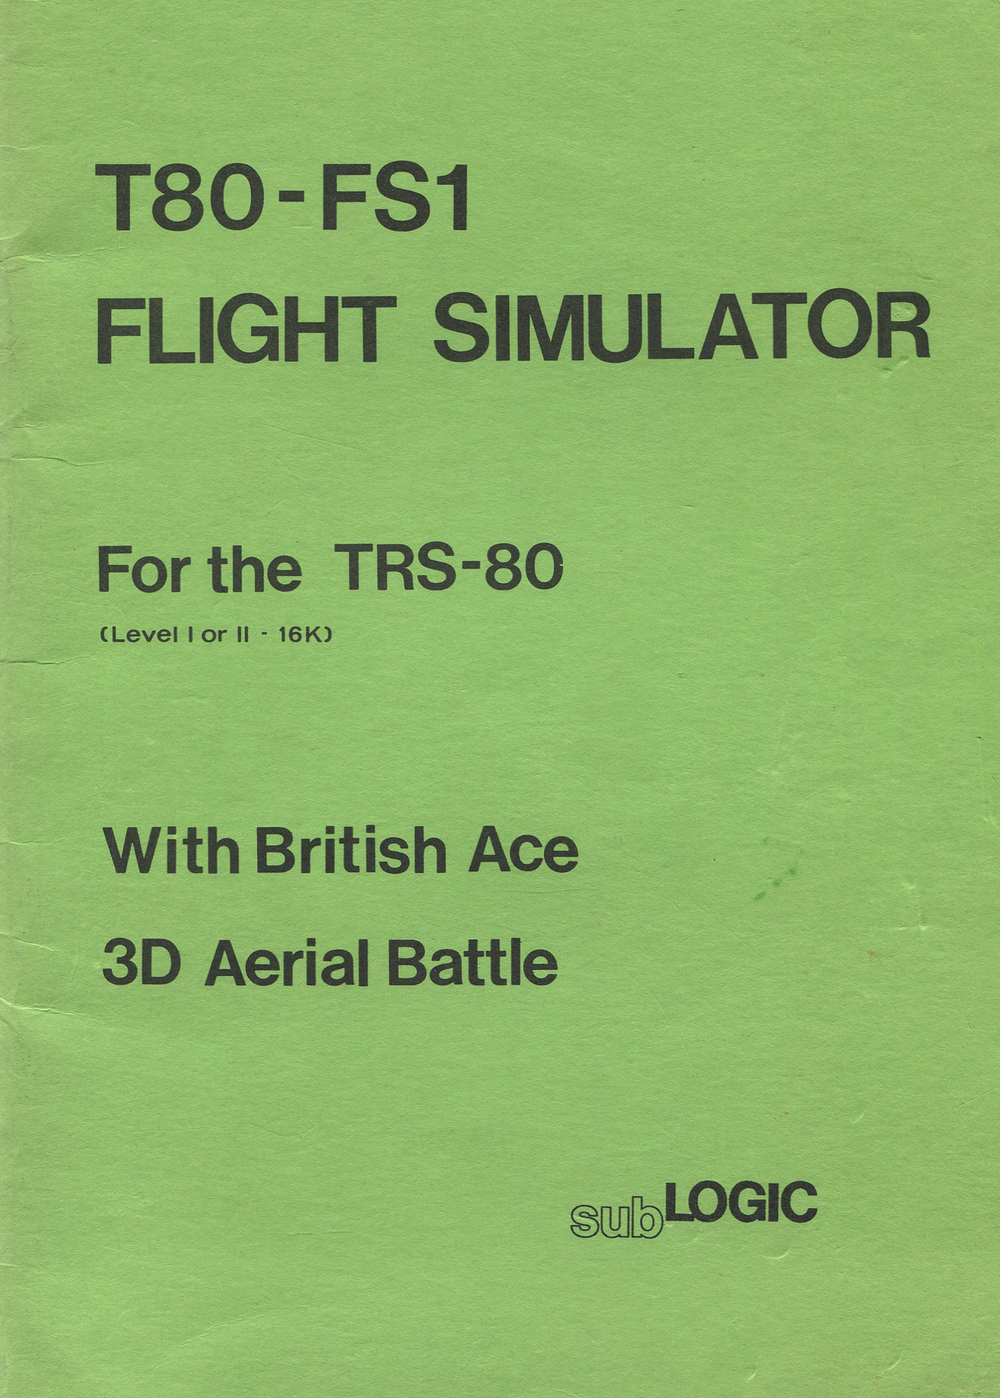 T80-FS1
FLIGHT SIMULATOR
For the TRS-80
(Level I or II - 16K)
With British Ace
3D Aerial Battle
subLOGIC